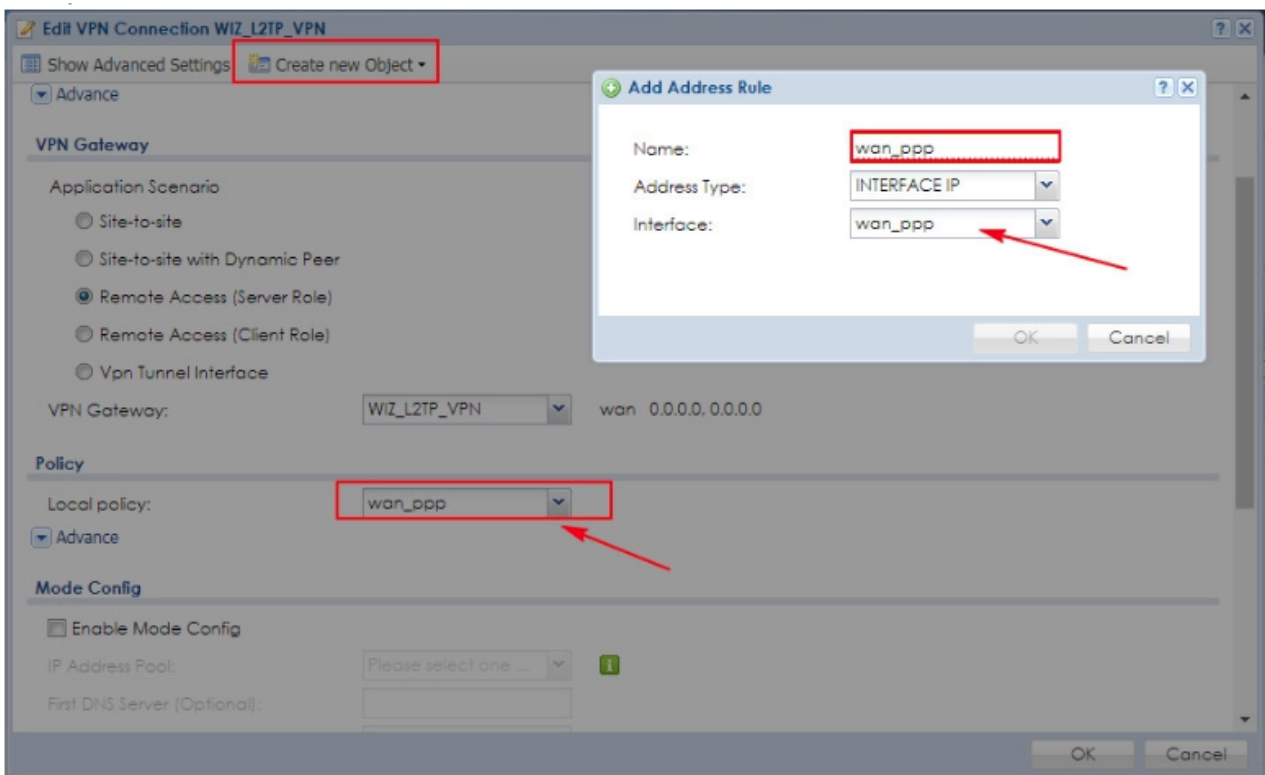 Edit VPN Connection WIZ_L2TP_VPN
Show Advanced Settings Create new Object
Advance
VPN Gateway
Application Scenario
Site-to-site
Site-to-site with Dynamic Peer
Remote Access (Server Role)
Remote Access (Client Role)
Vpn Tunnel Interface
VPN Gateway: WIZ_L2TP_VPN wan 0.0.0.0, 0.0.0.0
Policy
Local policy: wan_ppp
Advance
Mode Config
Enable Mode Config
IP Address Pool: Please select one ...
First DNS Server (Optional):
OK Cancel
Add Address Rule
Name: wan_ppp
Address Type: INTERFACE IP
Interface: wan_ppp
OK Cancel